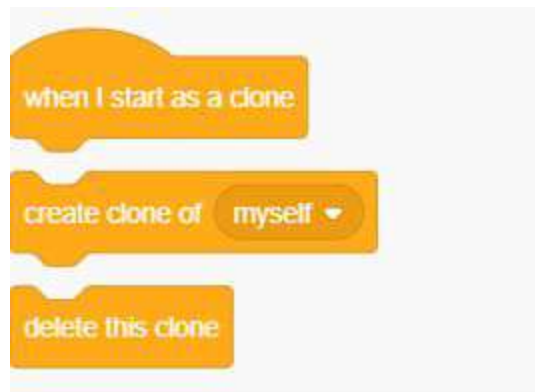 when I start as a clone
create clone of myself
delete this clone